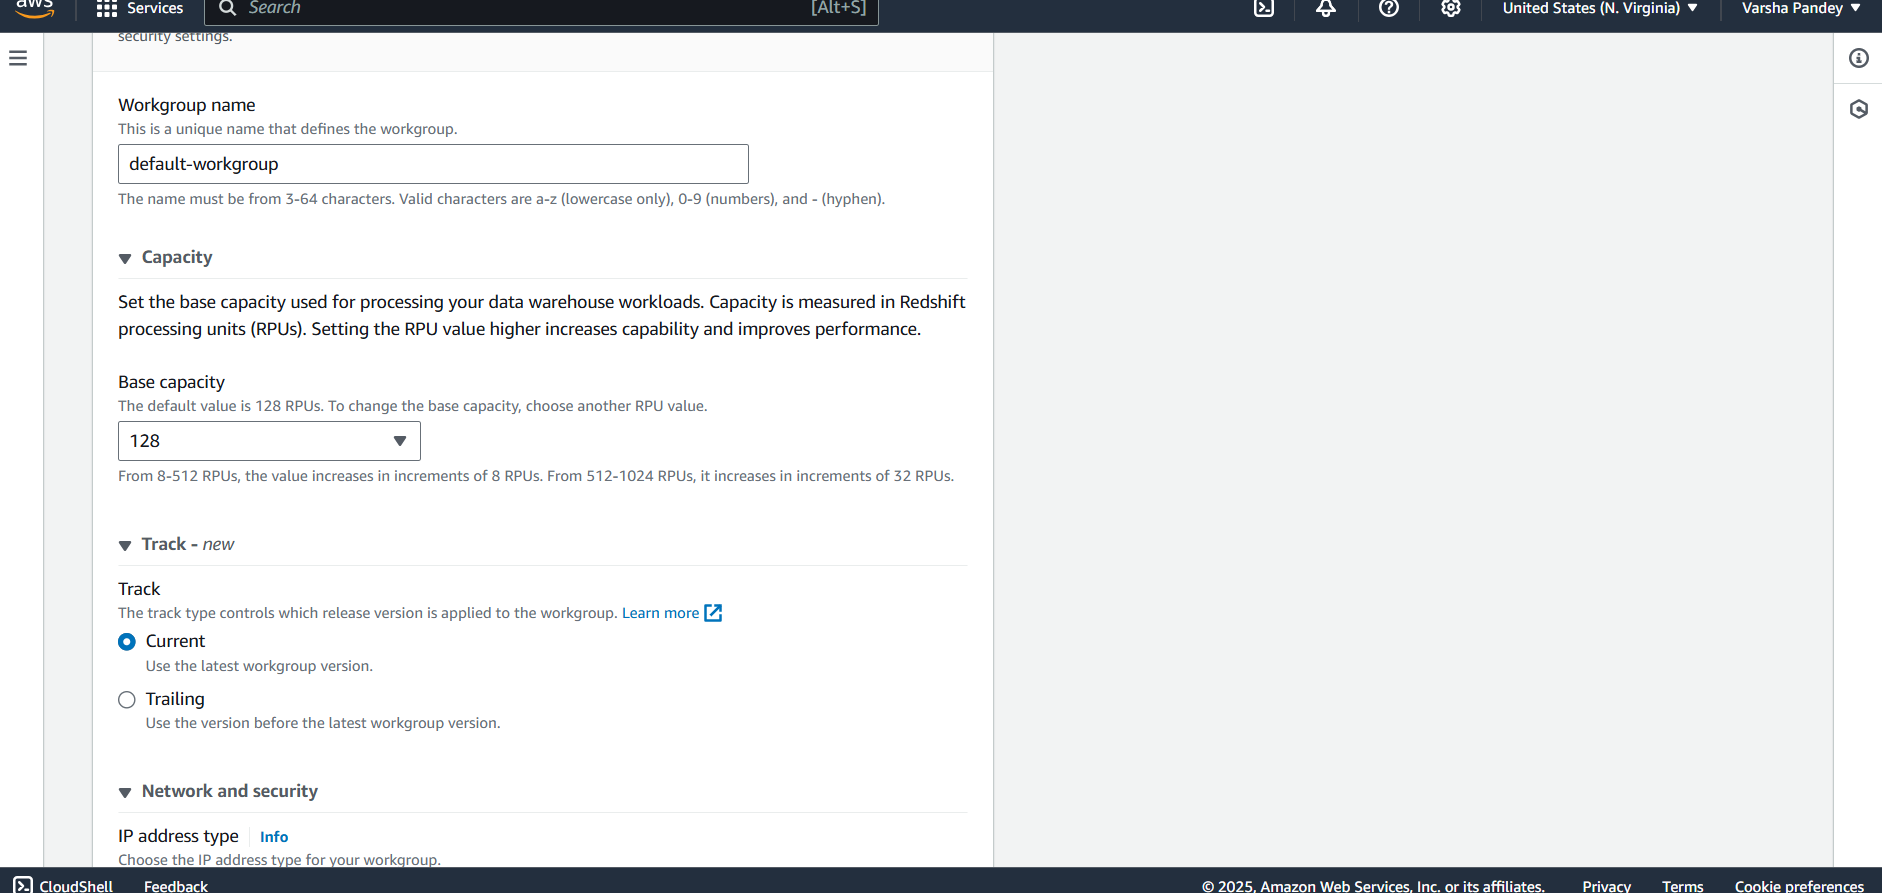 aws
Services
Search
[Alt+S]
United States (N. Virginia)
Varsha Pandey
security settings.
Workgroup name
This is a unique name that defines the workgroup.
default-workgroup
The name must be from 3-64 characters. Valid characters are a-z (lowercase only), 0-9 (numbers), and - (hyphen).
Capacity
Set the base capacity used for processing your data warehouse workloads. Capacity is measured in Redshift
processing units (RPUs). Setting the RPU value higher increases capability and improves performance.
Base capacity
The default value is 128 RPUs. To change the base capacity, choose another RPU value.
128
From 8-512 RPUs, the value increases in increments of 8 RPUs. From 512-1024 RPUs, it increases in increments of 32 RPUs.
Track - new
Track
The track type controls which release version is applied to the workgroup. Learn more
Current
Use the latest workgroup version.
Trailing
Use the version before the latest workgroup version.
Network and security
IP address type Info
Choose the IP address type for your workgroup.
CloudShell
Feedback
© 2025, Amazon Web Services, Inc. or its affiliates.
Privacy
Terms
Cookie preferences